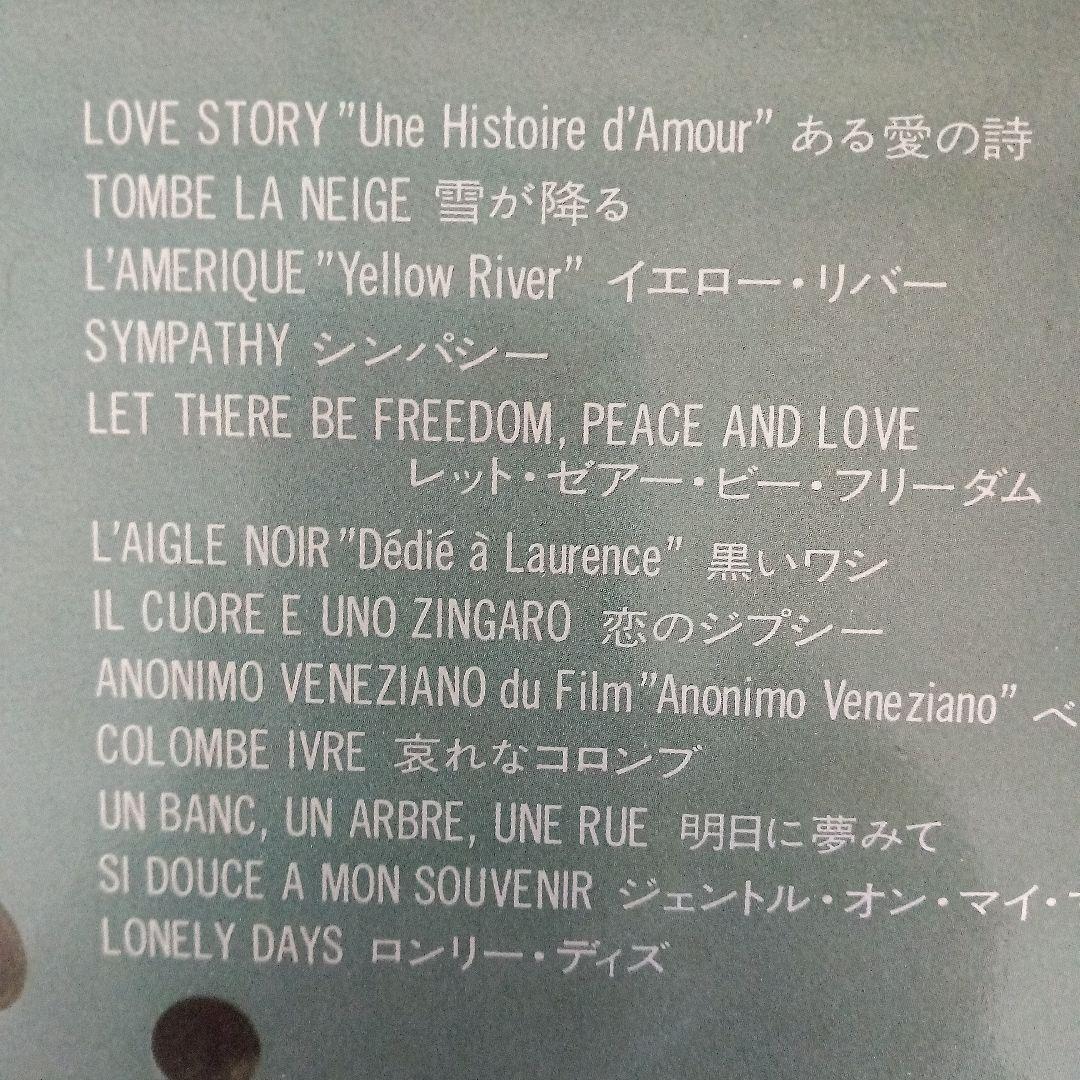 LOVE STORY "Une Histoire d'Amour" ある愛の詩
TOMBE LA NEIGE 雪が降る
L'AMERIQUE "Yellow River" イエロー・リバー
SYMPATHY シンパシー
LET THERE BE FREEDOM, PEACE AND LOVE
レット・ゼアー・ビー・フリーダム
L'AIGLE NOIR "Dédié à Laurence" 黒いワシ
IL CUORE E UNO ZINGARO 恋のジプシー
ANONIMO VENEZIANO du Film "Anonimo Veneziano" ベ
COLOMBE IVRE 哀れなコロンブ
UN BANC, UN ARBRE, UNE RUE 明日に夢みて
SI DOUCE A MON SOUVENIR ジェントル・オン・マイ・
LONELY DAYS ロンリー・ディズ